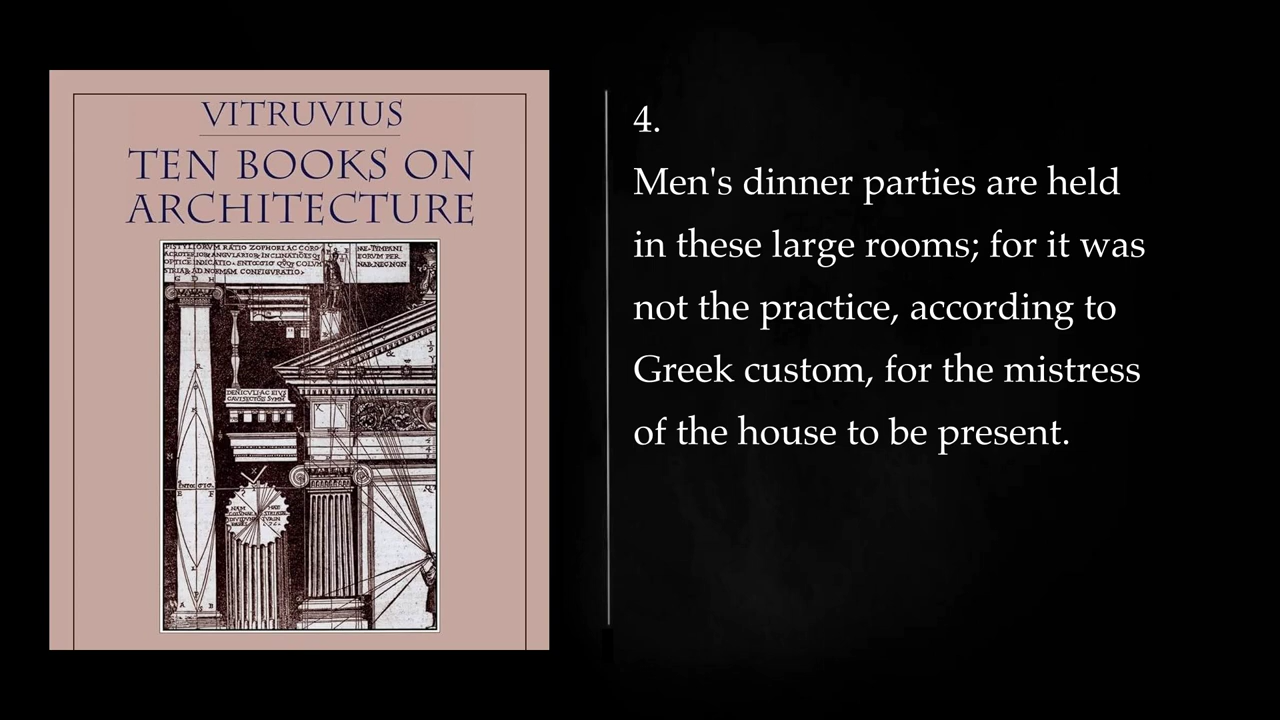 VITRUVIUS
TEN BOOKS ON
ARCHITECTURE
4.
Men's dinner parties are held
in these large rooms; for it was
not the practice, according to
Greek custom, for the mistress
of the house to be present.